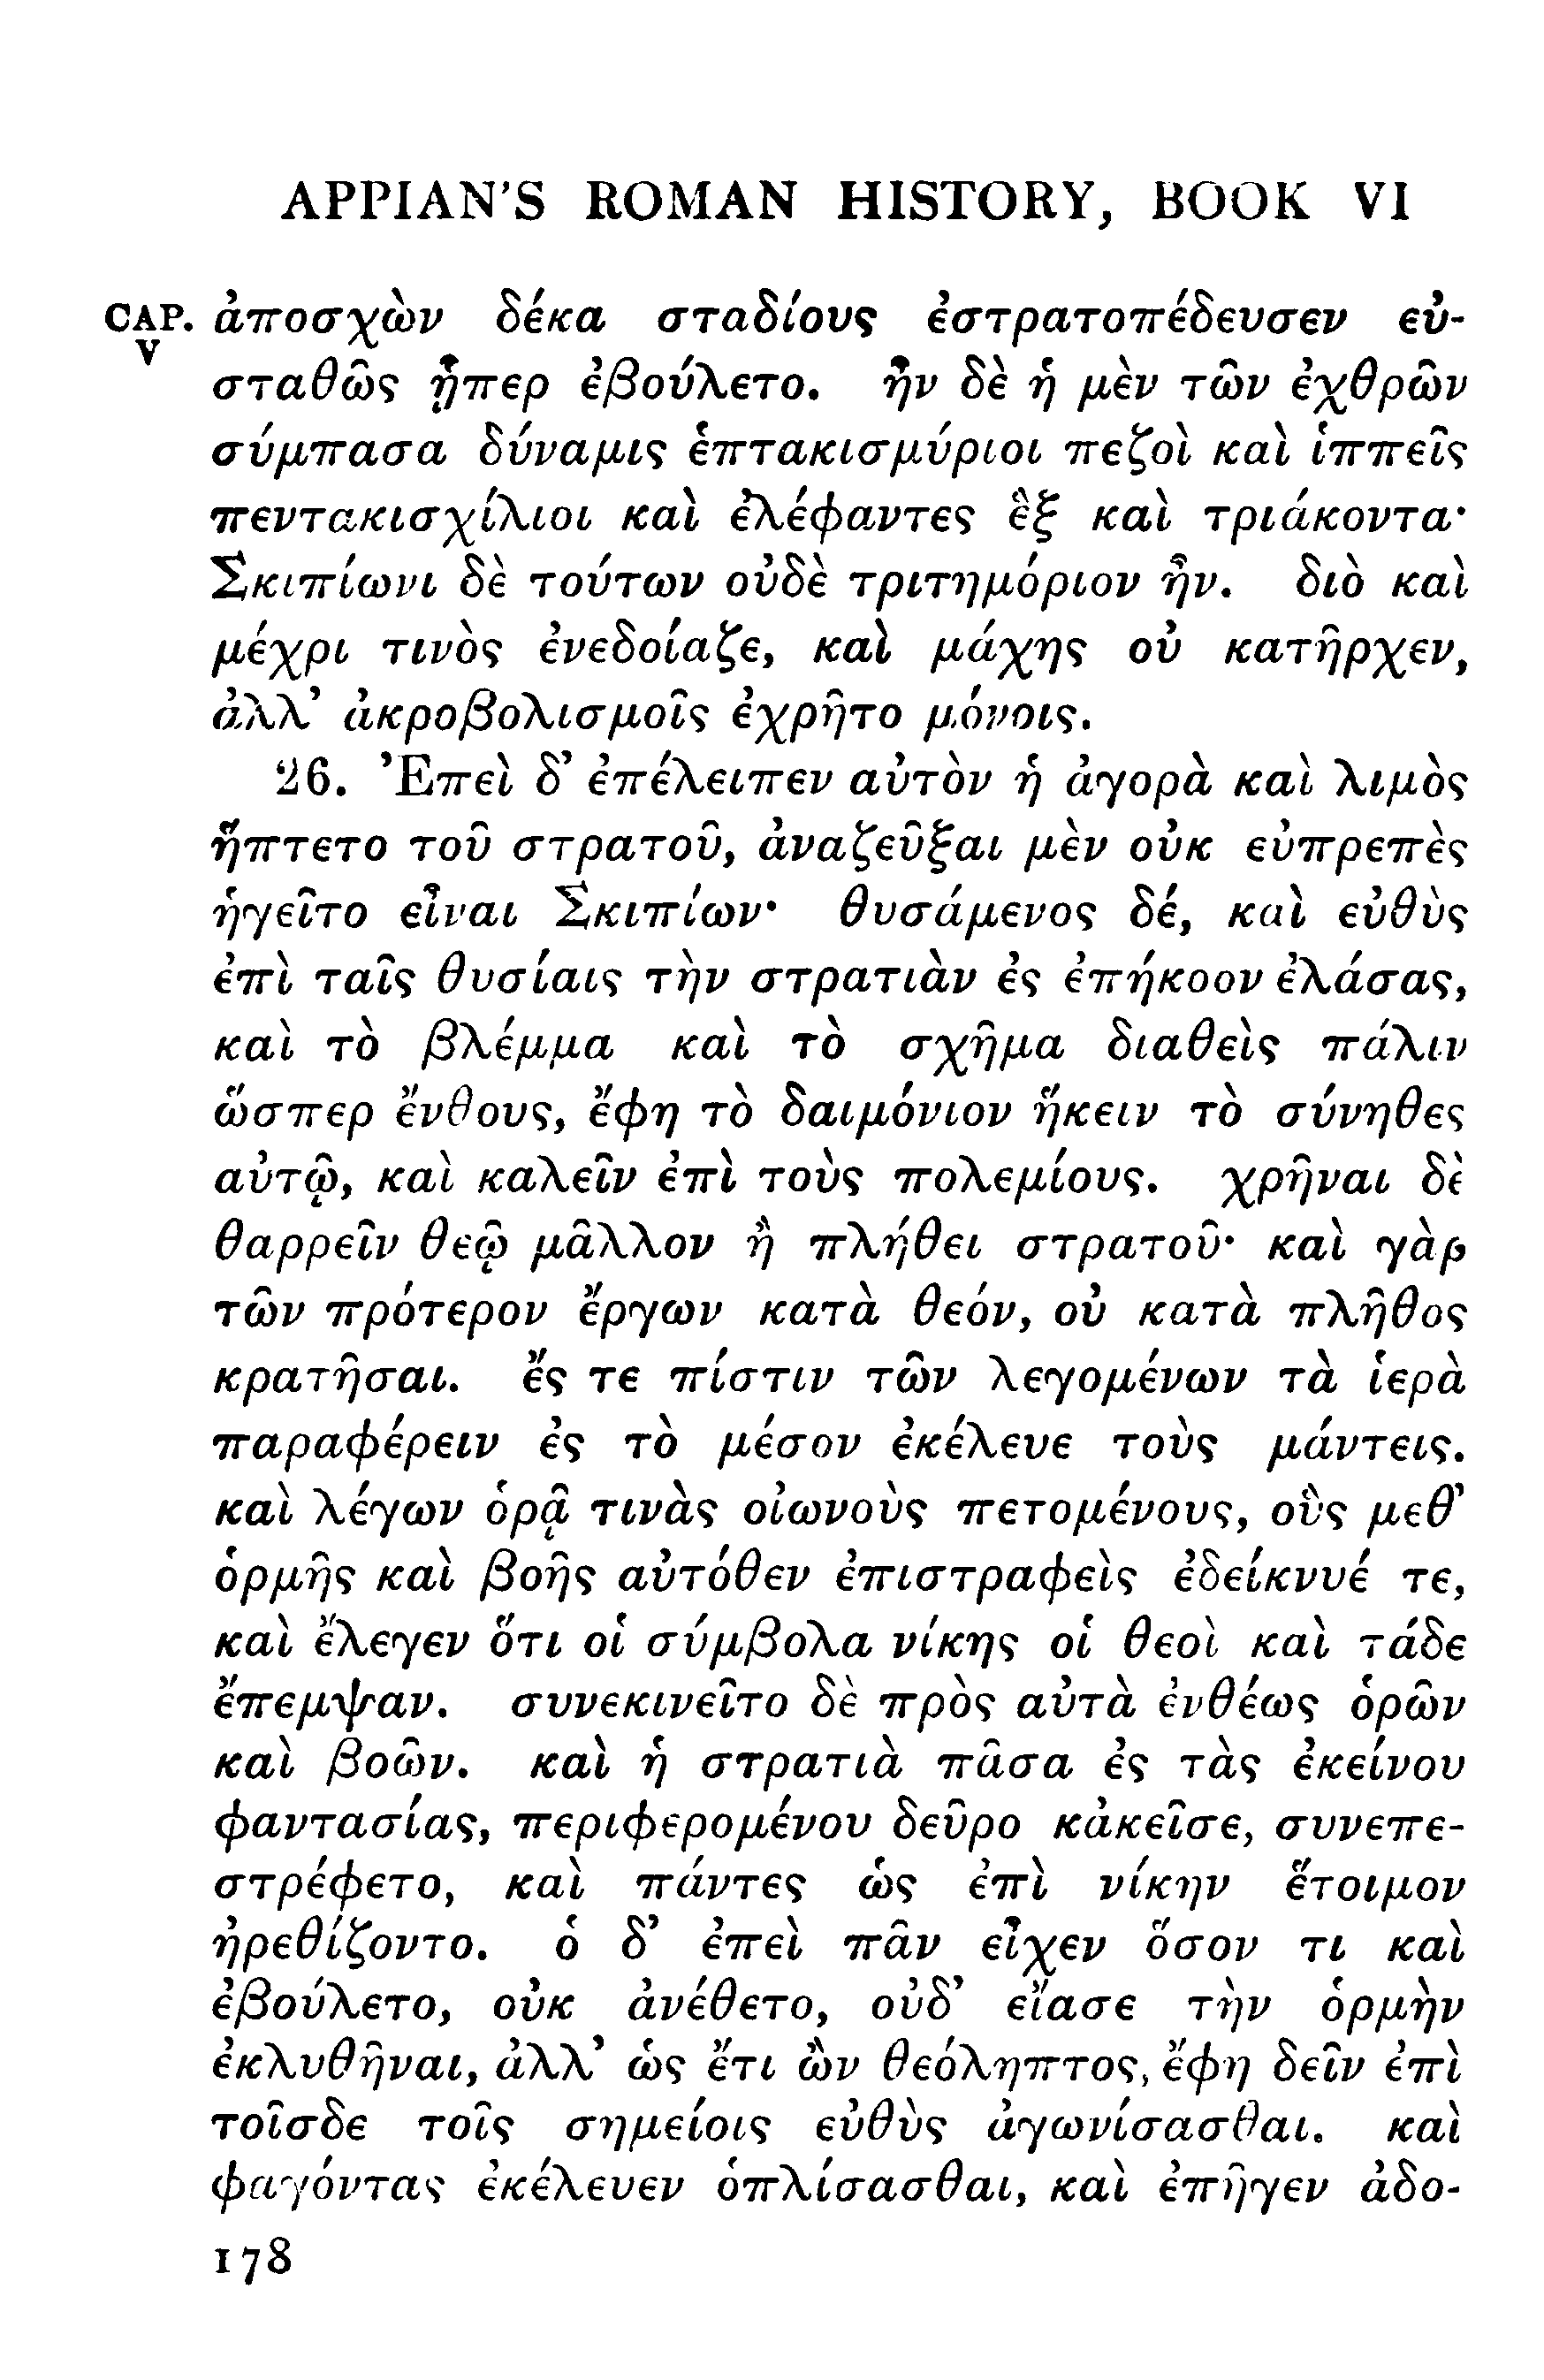 APPIAN'S ROMAN HISTORY, BOOK VI
CAP. ἀποσχὼν δέκα σταδίους ἐστρατοπέδευσεν εὐ-
V
σταθῶς ᾗπερ ἐβούλετο. ἦν δὲ ἡ μὲν τῶν ἐχθρῶν
σύμπασα δύναμις ἑπτακισμύριοι πεζοὶ καὶ ἱππεῖς
πεντακισχίλιοι καὶ ἐλέφαντες ἓξ καὶ τριάκοντα·
Σκιπίωνι δὲ τούτων οὐδὲ τριτημόριον ἦν. διὸ καὶ
μέχρι τινὸς ἐνεδοίαζε, καὶ μάχης οὐ κατῆρχεν,
ἀλλ' ἀκροβολισμοῖς ἐχρῆτο μόνοις.
26. Ἐπεὶ δ' ἐπέλειπεν αὐτὸν ἡ ἀγορὰ καὶ λιμὸς
ἥπτετο τοῦ στρατοῦ, ἀναζεῦξαι μὲν οὐκ εὐπρεπὲς
ἡγεῖτο εἶναι Σκιπίων· θυσάμενος δέ, καὶ εὐθὺς
ἐπὶ ταῖς θυσίαις τὴν στρατιὰν ἐς ἐπήκοον ἐλάσας,
καὶ τὸ βλέμμα καὶ τὸ σχῆμα διαθεὶς πάλιν
ὥσπερ ἔνθους, ἔφη τὸ δαιμόνιον ἥκειν τὸ σύνηθες
αὐτῷ, καὶ καλεῖν ἐπὶ τοὺς πολεμίους. χρῆναι δὲ
θαρρεῖν θεῷ μᾶλλον ἢ πλήθει στρατοῦ· καὶ γὰρ
τῶν πρότερον ἔργων κατὰ θεόν, οὐ κατὰ πλῆθος
κρατῆσαι. ἔς τε πίστιν τῶν λεγομένων τὰ ἱερὰ
παραφέρειν ἐς τὸ μέσον ἐκέλευε τοὺς μάντεις.
καὶ λέγων ὁρᾷ τινὰς οἰωνοὺς πετομένους, οὓς μεθ'
ὁρμῆς καὶ βοῆς αὐτόθεν ἐπιστραφεὶς ἐδείκνυέ τε,
καὶ ἔλεγεν ὅτι οἱ σύμβολα νίκης οἱ θεοὶ καὶ τάδε
ἔπεμψαν. συνεκινεῖτο δὲ πρὸς αὐτὰ ἐνθέως ὁρῶν
καὶ βοῶν. καὶ ἡ στρατιὰ πᾶσα ἐς τὰς ἐκείνου
φαντασίας, περιφερομένου δεῦρο κἀκεῖσε, συνεπε-
στρέφετο, καὶ πάντες ὡς ἐπὶ νίκην ἕτοιμον
ἠρεθίζοντο. ὁ δ' ἐπεὶ πᾶν εἶχεν ὅσον τι καὶ
ἐβούλετο, οὐκ ἀνέθετο, οὐδ' εἴασε τὴν ὁρμὴν
ἐκλυθῆναι, ἀλλ' ὡς ἔτι ὢν θεόληπτος, ἔφη δεῖν ἐπὶ
τοῖσδε τοῖς σημείοις εὐθὺς ἀγωνίσασθαι. καὶ
φαγόντας ἐκέλευεν ὁπλίσασθαι, καὶ ἐπῆγεν ἀδο-
178